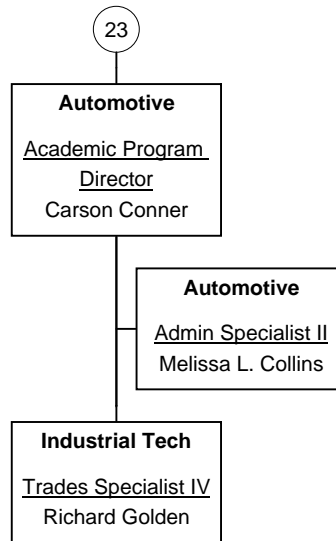 23
Automotive
Academic Program
Director
Carson Conner
Automotive
Admin Specialist II
Melissa L. Collins
Industrial Tech
Trades Specialist IV
Richard Golden